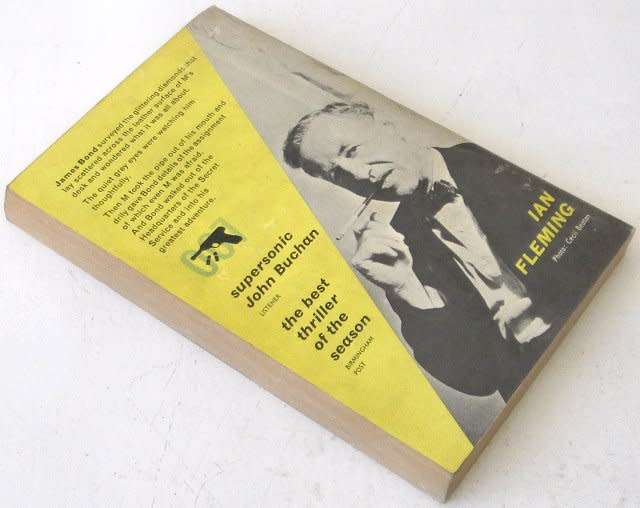 James Bond surveyed the glittering diamonds that
lay scattered across the leather surface of M's
desk and wondered what it was all about.
The quiet grey eyes were watching him
thoughtfully.
Then M took the pipe out of his mouth and
drily gave Bond details of the assignment
of which even M was afraid.
And Bond walked out of the
Headquarters of the Secret
Service and into his
greatest adventure.
007
supersonic
John Buchan
LISTENER
the best
thriller
of the
season
BIRMINGHAM
POST
IAN
FLEMING
Photo: Cecil Beaton